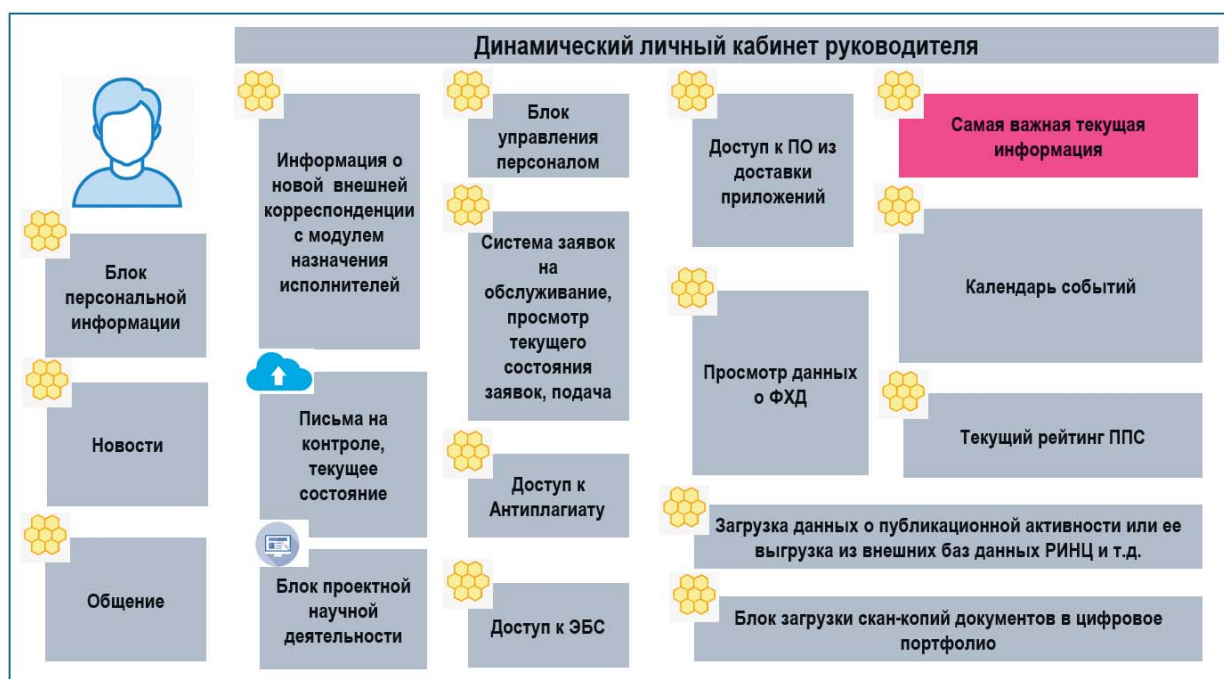 Динамический личный кабинет руководителя
Блок
персональной
информации
Новости
Общение
Информация о
новой внешней
корреспонденции
с модулем
назначения
исполнителей
Письма на
контроле,
текущее
состояние
Блок проектной
научной
деятельности
Блок
управления
персоналом
Система заявок
на
обслуживание,
просмотр
текущего
состояния
заявок, подача
Доступ к
Антиплагиату
Доступ к ЭБС
Доступ к ПО из
доставки
приложений
Просмотр данных
о ФХД
Самая важная текущая
информация
Календарь событий
Текущий рейтинг ППС
Загрузка данных о публикационной активности или ее
выгрузка из внешних баз данных РИНЦ и т.д.
Блок загрузки скан-копий документов в цифровое
портфолио